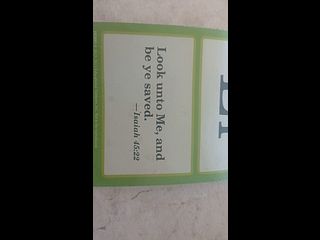 Look unto Me, and
be ye saved.
—Isaiah 45:22